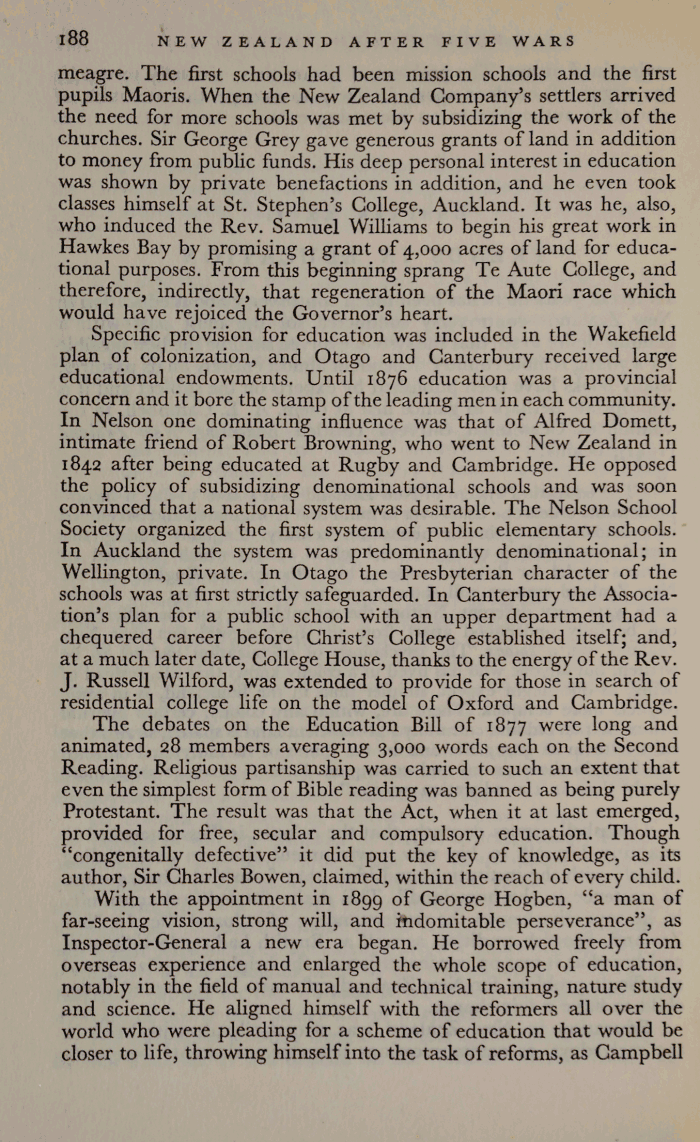 188 NEW ZEALAND AFTER FIVE WARS
meagre. The first schools had been mission schools and the first
pupils Maoris. When the New Zealand Company's settlers arrived
the need for more schools was met by subsidizing the work of the
churches. Sir George Grey gave generous grants of land in addition
to money from public funds. His deep personal interest in education
was shown by private benefactions in addition, and he even took
classes himself at St. Stephen's College, Auckland. It was he, also,
who induced the Rev. Samuel Williams to begin his great work in
Hawkes Bay by promising a grant of 4,000 acres of land for educa-
tional purposes. From this beginning sprang Te Aute College, and
therefore, indirectly, that regeneration of the Maori race which
would have rejoiced the Governor's heart.
Specific provision for education was included in the Wakefield
plan of colonization, and Otago and Canterbury received large
educational endowments. Until 1876 education was a provincial
concern and it bore the stamp of the leading men in each community.
In Nelson one dominating influence was that of Alfred Domett,
intimate friend of Robert Browning, who went to New Zealand in
1842 after being educated at Rugby and Cambridge. He opposed
the policy of subsidizing denominational schools and was soon
convinced that a national system was desirable. The Nelson School
Society organized the first system of public elementary schools.
In Auckland the system was predominantly denominational; in
Wellington, private. In Otago the Presbyterian character of the
schools was at first strictly safeguarded. In Canterbury the Associa-
tion's plan for a public school with an upper department had a
chequered career before Christ's College established itself; and,
at a much later date, College House, thanks to the energy of the Rev.
J. Russell Wilford, was extended to provide for those in search of
residential college life on the model of Oxford and Cambridge.
The debates on the Education Bill of 1877 were long and
animated, 28 members averaging 3,000 words each on the Second
Reading. Religious partisanship was carried to such an extent that
even the simplest form of Bible reading was banned as being purely
Protestant. The result was that the Act, when it at last emerged,
provided for free, secular and compulsory education. Though
"congenitally defective" it did put the key of knowledge, as its
author, Sir Charles Bowen, claimed, within the reach of every child.
With the appointment in 1899 of George Hogben, "a man of
far-seeing vision, strong will, and indomitable perseverance", as
Inspector-General a new era began. He borrowed freely from
overseas experience and enlarged the whole scope of education,
notably in the field of manual and technical training, nature study
and science. He aligned himself with the reformers all over the
world who were pleading for a scheme of education that would be
closer to life, throwing himself into the task of reforms, as Campbell